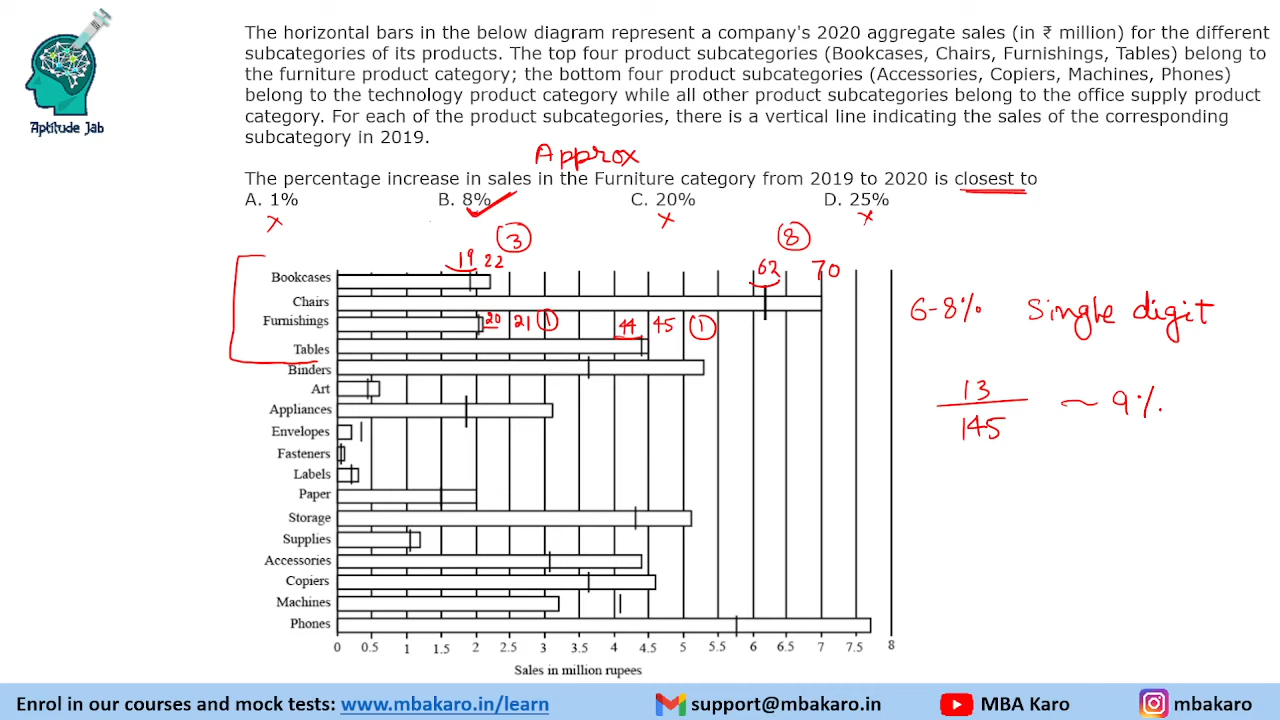 Aptitude Jab
The horizontal bars in the below diagram represent a company's 2020 aggregate sales (in ₹ million) for the different
subcategories of its products. The top four product subcategories (Bookcases, Chairs, Furnishings, Tables) belong to
the furniture product category; the bottom four product subcategories (Accessories, Copiers, Machines, Phones)
belong to the technology product category while all other product subcategories belong to the office supply product
category. For each of the product subcategories, there is a vertical line indicating the sales of the corresponding
subcategory in 2019.
Approx
The percentage increase in sales in the Furniture category from 2019 to 2020 is closest to
A. 1% B. 8% C. 20% D. 25%
3 8
19 22 62 70
Bookcases
Chairs
6-8% Single digit
Furnishings 20 21 1 44 45 1
Tables
Binders
Art
13
Appliances
145 ~ 9%
Envelopes
Fasteners
Labels
Paper
Storage
Supplies
Accessories
Copiers
Machines
Phones
0 0.5 1 1.5 2 2.5 3 3.5 4 4.5 5 5.5 6 6.5 7 7.5 8
Sales in million rupees
Enrol in our courses and mock tests: www.mbakaro.in/learn support@mbakaro.in MBA Karo mbakaro